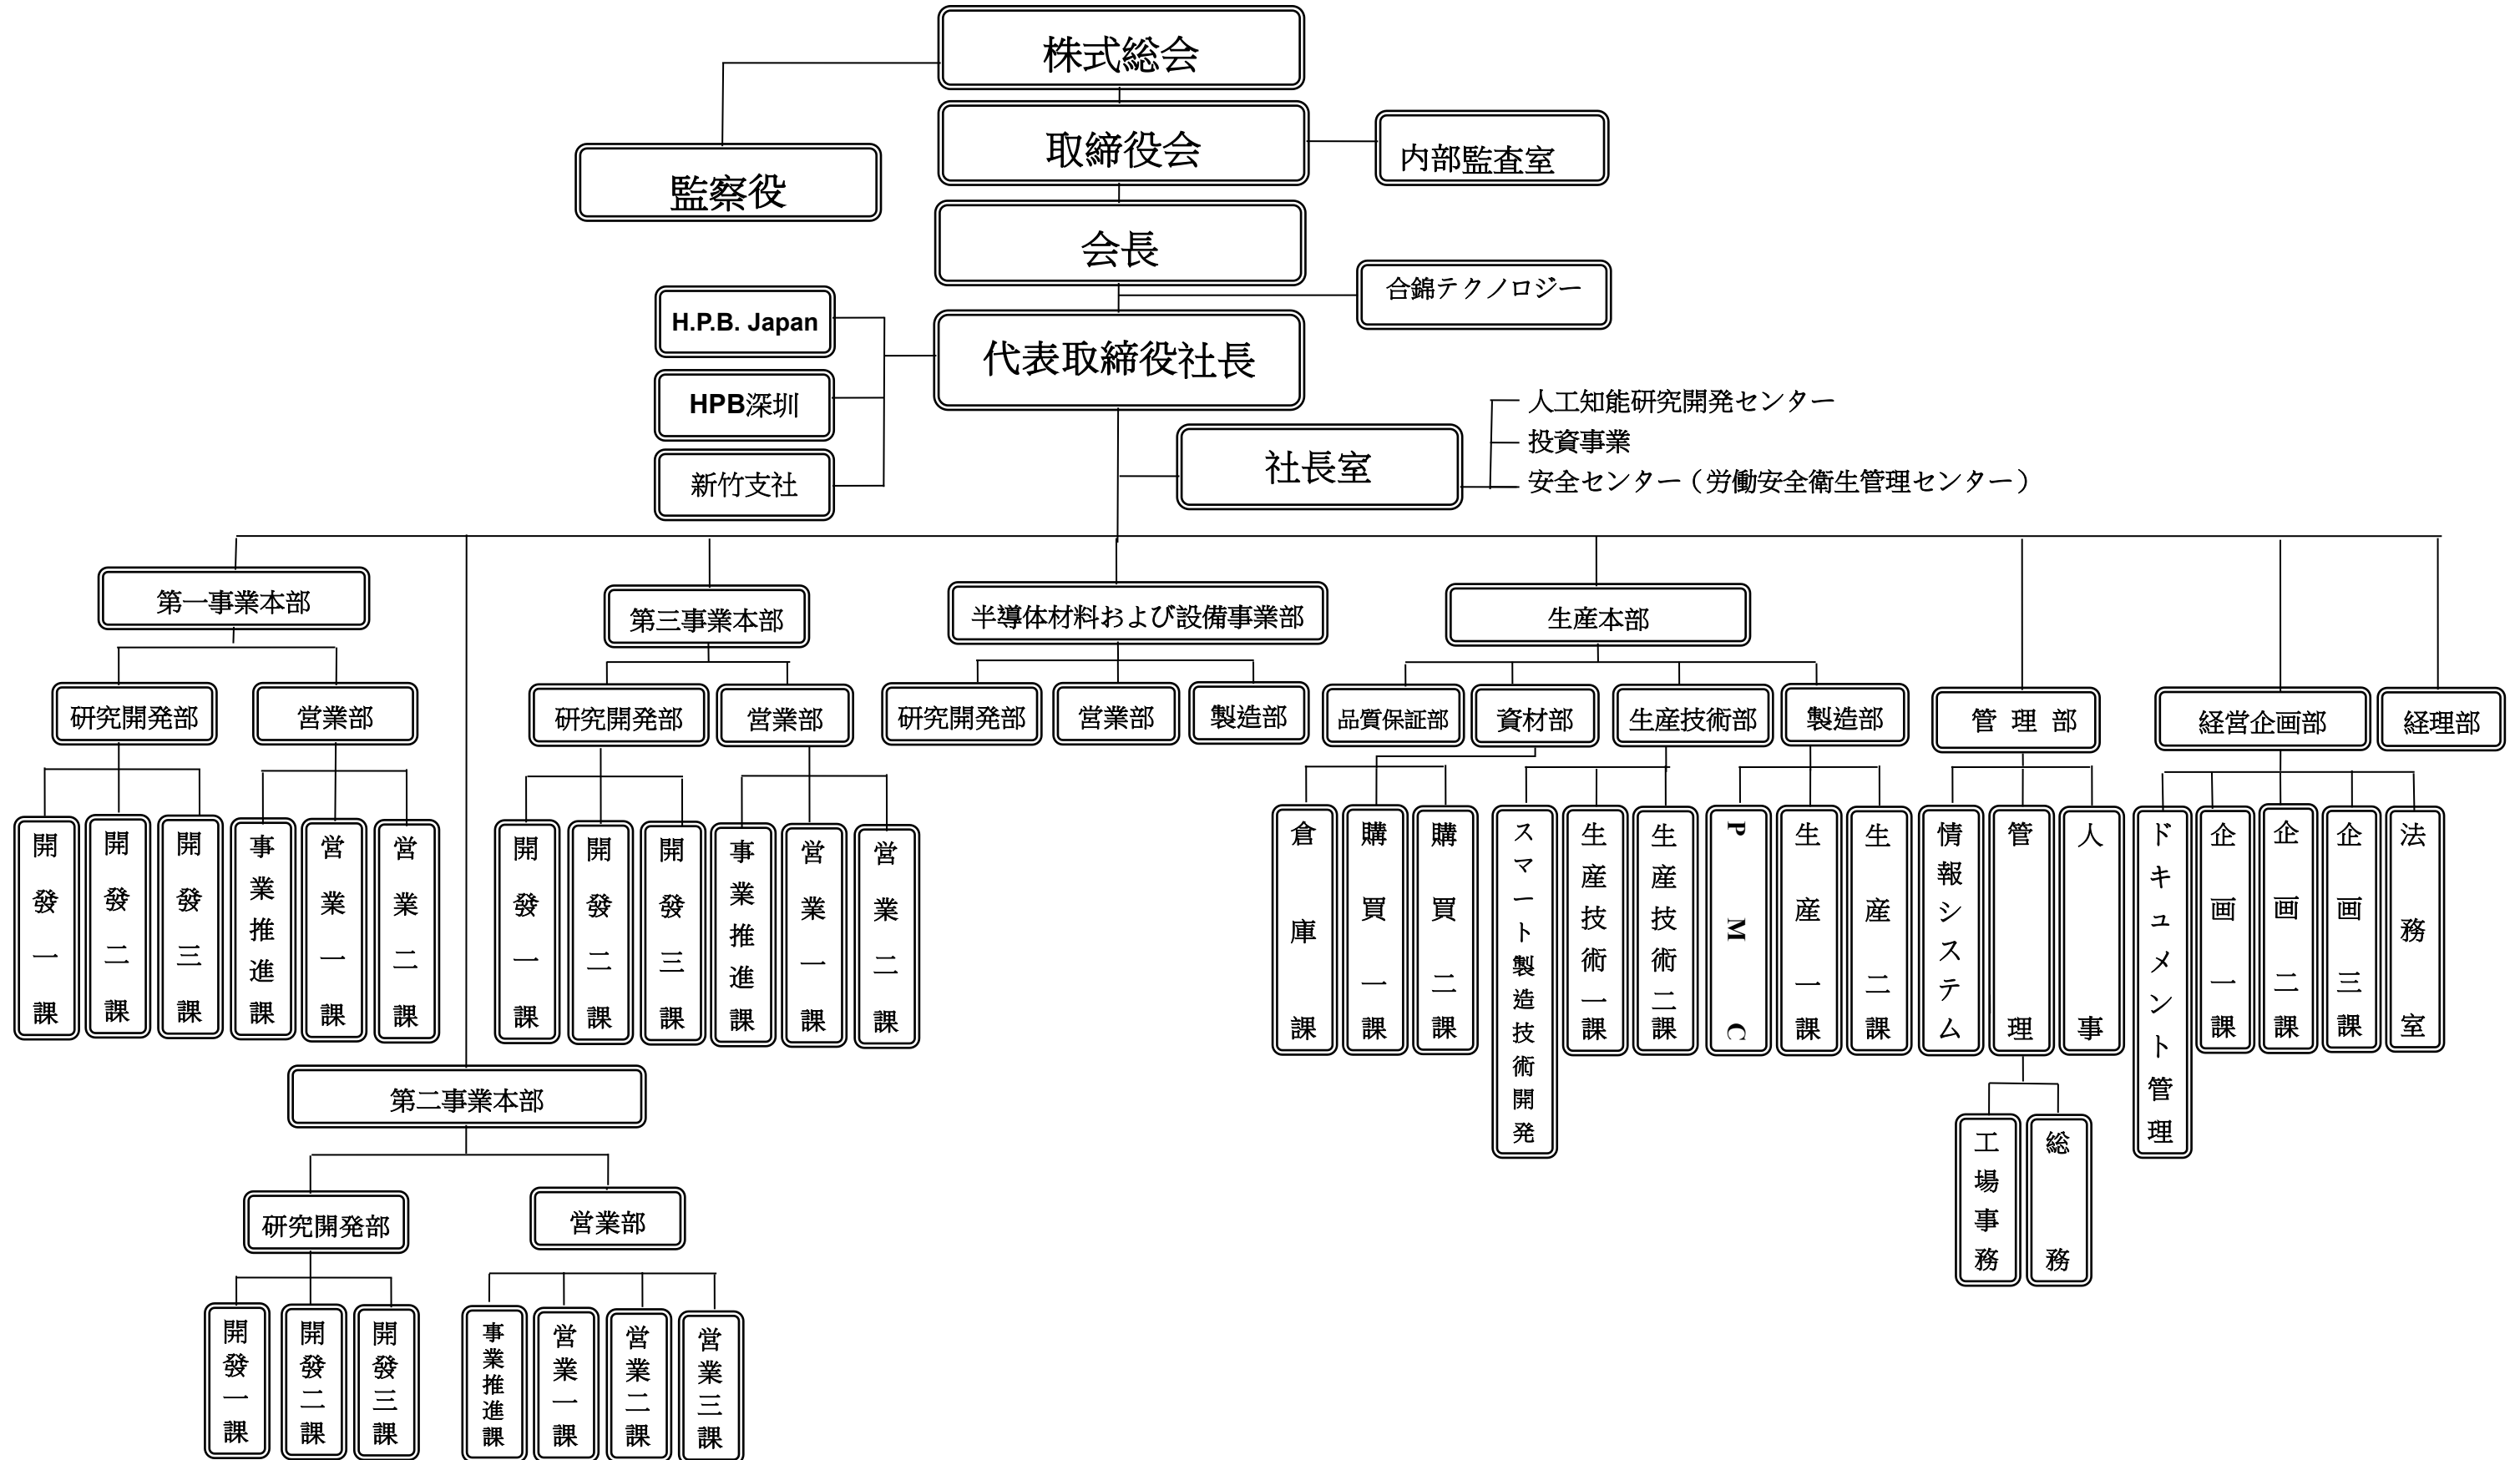 株式総会
取締役会
内部監査室
監察役
会長
合錦テクノロジー
H.P.B. Japan
代表取締役社長
HPB深圳
人工知能研究開発センター
投資事業
社長室
安全センター（労働安全衛生管理センター）
新竹支社
第一事業本部
第三事業本部
半導体材料および設備事業部
生産本部
研究開発部
営業部
研究開発部
営業部
研究開発部
営業部
製造部
品質保証部
資材部
生産技術部
製造部
管 理 部
経営企画部
経理部
開發一課
開發二課
開發三課
事業推進課
営業一課
営業二課
開發一課
開發二課
開發三課
事業推進課
営業一課
営業二課
倉庫課
購買一課
購買二課
スマート製造技術開発
生産技術一課
生産技術二課
PMC
生産一課
生産二課
情報システム
管理
人事
ドキュメント管理
企画一課
企画二課
企画三課
法務室
第二事業本部
工場事務
総務
研究開発部
営業部
開發一課
開發二課
開發三課
事業推進課
営業一課
営業二課
営業三課